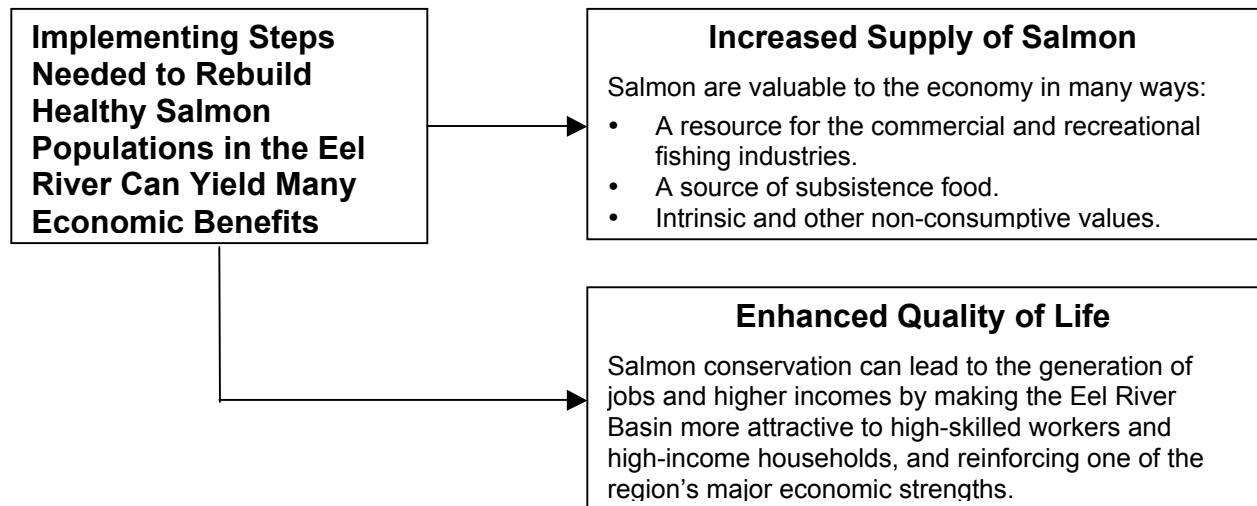 Implementing Steps
Needed to Rebuild
Healthy Salmon
Populations in the Eel
River Can Yield Many
Economic Benefits
Increased Supply of Salmon
Salmon are valuable to the economy in many ways:
• A resource for the commercial and recreational
fishing industries.
• A source of subsistence food.
• Intrinsic and other non-consumptive values.
Enhanced Quality of Life
Salmon conservation can lead to the generation of
jobs and higher incomes by making the Eel River
Basin more attractive to high-skilled workers and
high-income households, and reinforcing one of the
region's major economic strengths.